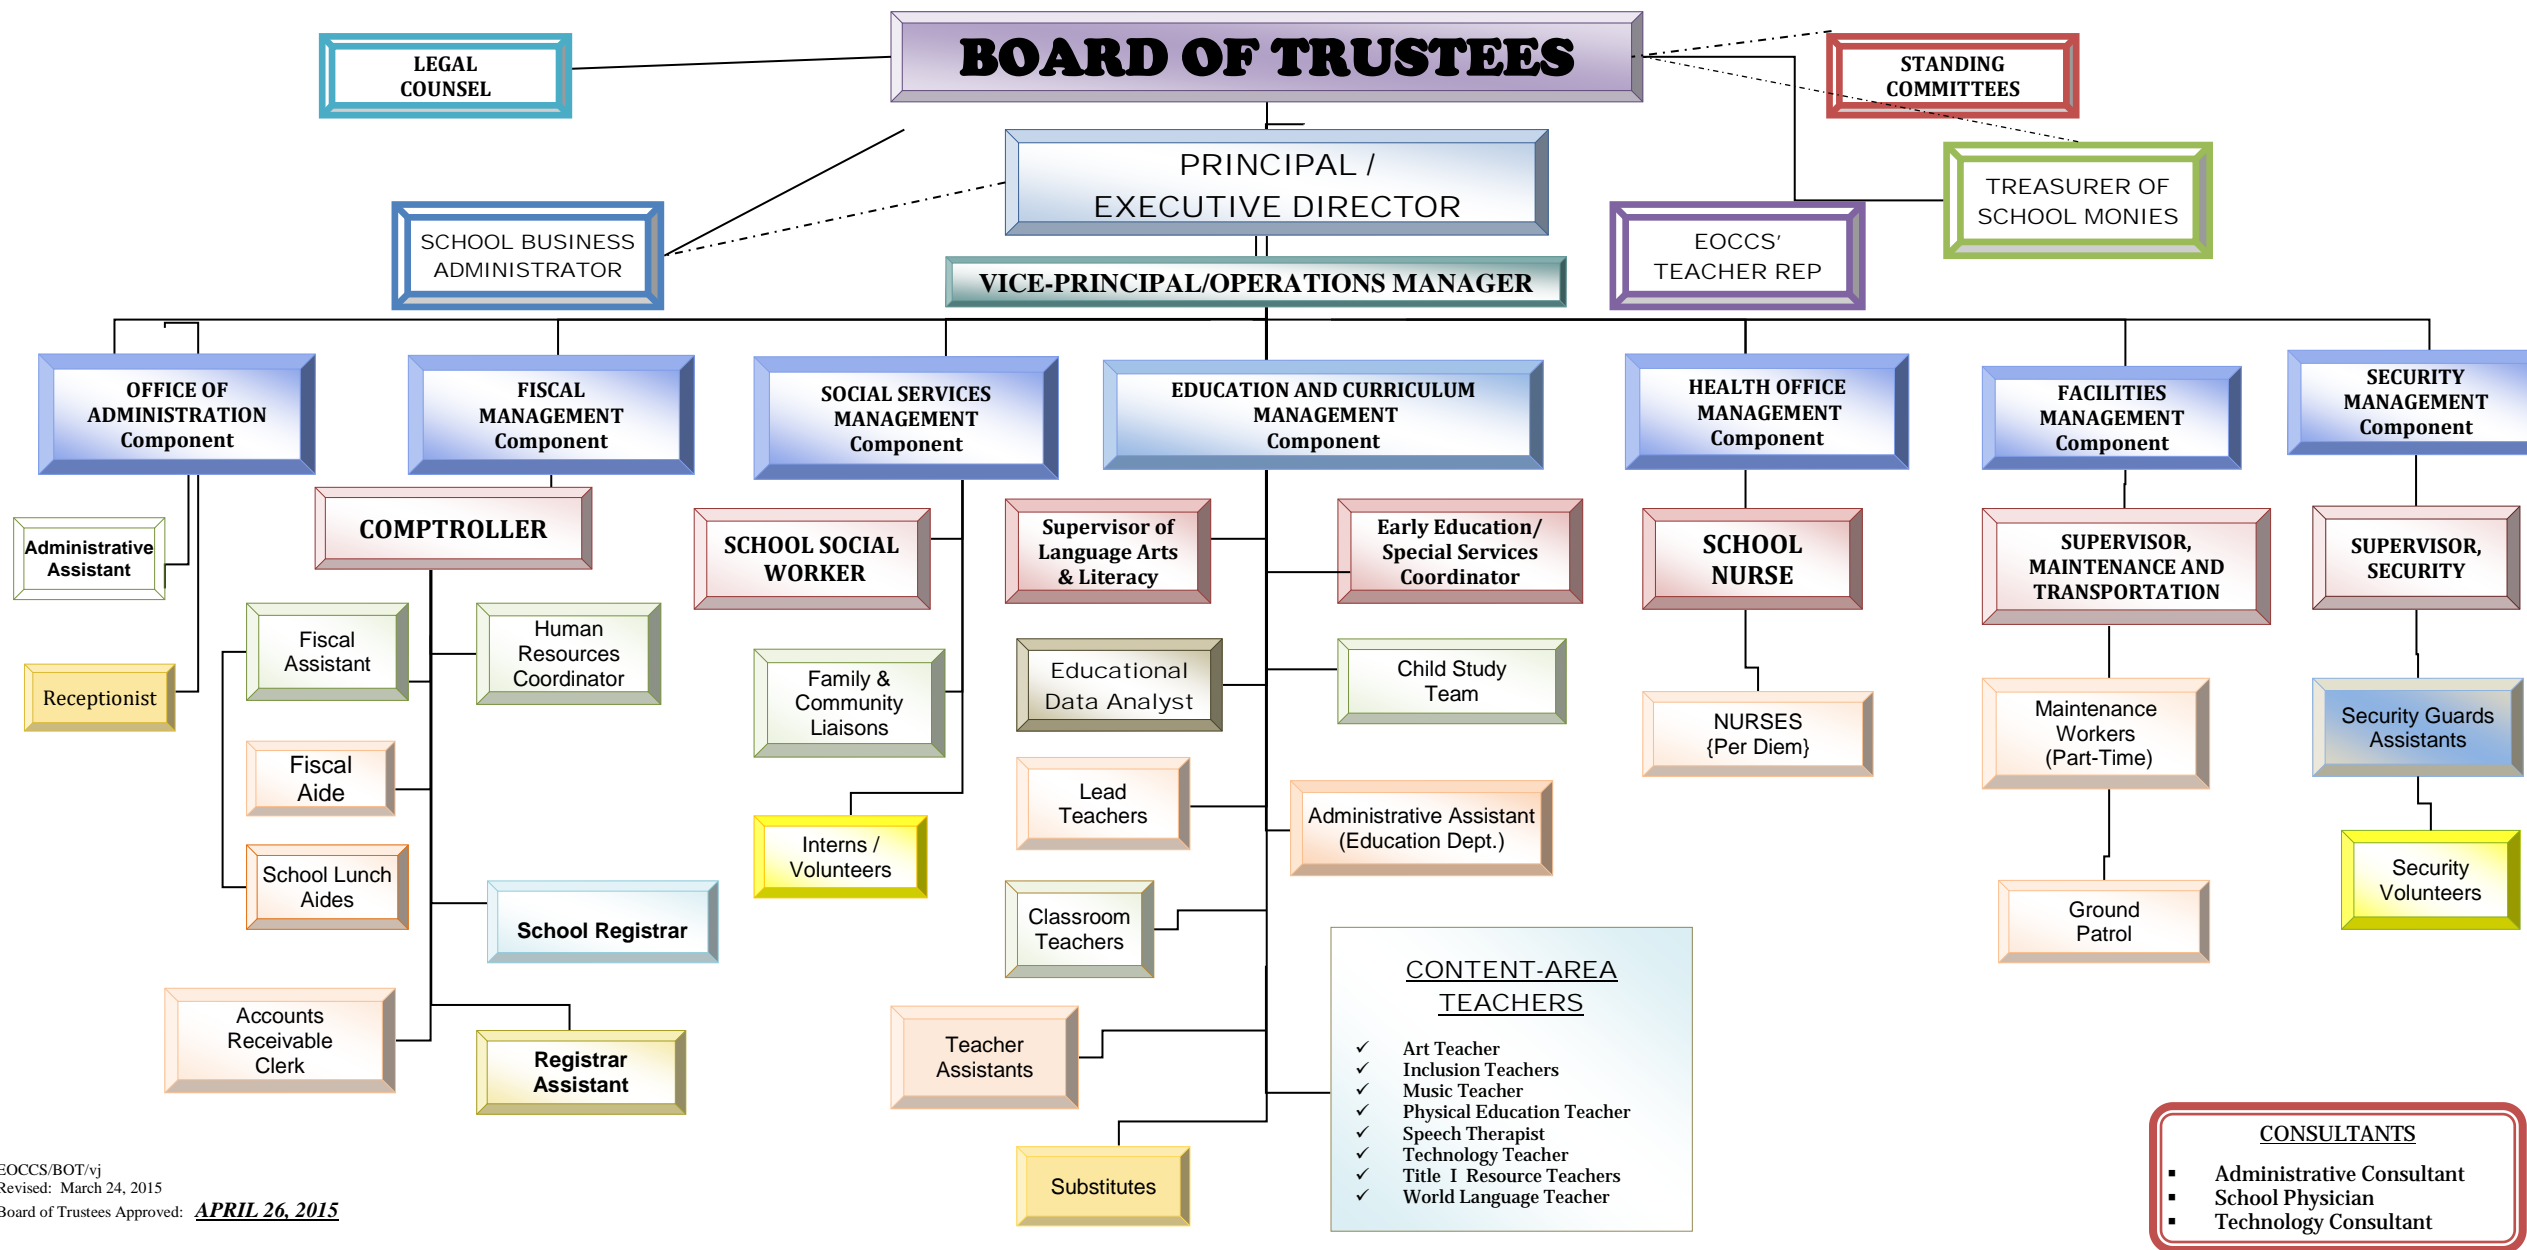 BOARD OF TRUSTEES
LEGAL
COUNSEL
STANDING
COMMITTEES
PRINCIPAL /
EXECUTIVE DIRECTOR
TREASURER OF
SCHOOL MONIES
SCHOOL BUSINESS
ADMINISTRATOR
EOCCS'
TEACHER REP
VICE-PRINCIPAL/OPERATIONS MANAGER
OFFICE OF
ADMINISTRATION
Component
FISCAL
MANAGEMENT
Component
SOCIAL SERVICES
MANAGEMENT
Component
EDUCATION AND CURRICULUM
MANAGEMENT
Component
HEALTH OFFICE
MANAGEMENT
Component
FACILITIES
MANAGEMENT
Component
SECURITY
MANAGEMENT
Component
Administrative
Assistant
COMPTROLLER
SCHOOL SOCIAL
WORKER
Supervisor of
Language Arts
& Literacy
Early Education/
Special Services
Coordinator
SCHOOL
NURSE
SUPERVISOR,
MAINTENANCE AND
TRANSPORTATION
SUPERVISOR,
SECURITY
Receptionist
Fiscal
Assistant
Human
Resources
Coordinator
Family &
Community
Liaisons
Educational
Data Analyst
Child Study
Team
NURSES
{Per Diem}
Maintenance
Workers
(Part-Time)
Security Guards
Assistants
Fiscal
Aide
Interns /
Volunteers
Lead
Teachers
Administrative Assistant
(Education Dept.)
School Lunch
Aides
School Registrar
Classroom
Teachers
Ground
Patrol
Security
Volunteers
Accounts
Receivable
Clerk
Registrar
Assistant
Teacher
Assistants
Substitutes
CONTENT-AREA
TEACHERS
✓ Art Teacher
✓ Inclusion Teachers
✓ Music Teacher
✓ Physical Education Teacher
✓ Speech Therapist
✓ Technology Teacher
✓ Title I Resource Teachers
✓ World Language Teacher
CONSULTANTS
▪ Administrative Consultant
▪ School Physician
▪ Technology Consultant
EOCCS/BOT/vj
Revised: March 24, 2015
Board of Trustees Approved: APRIL 26, 2015